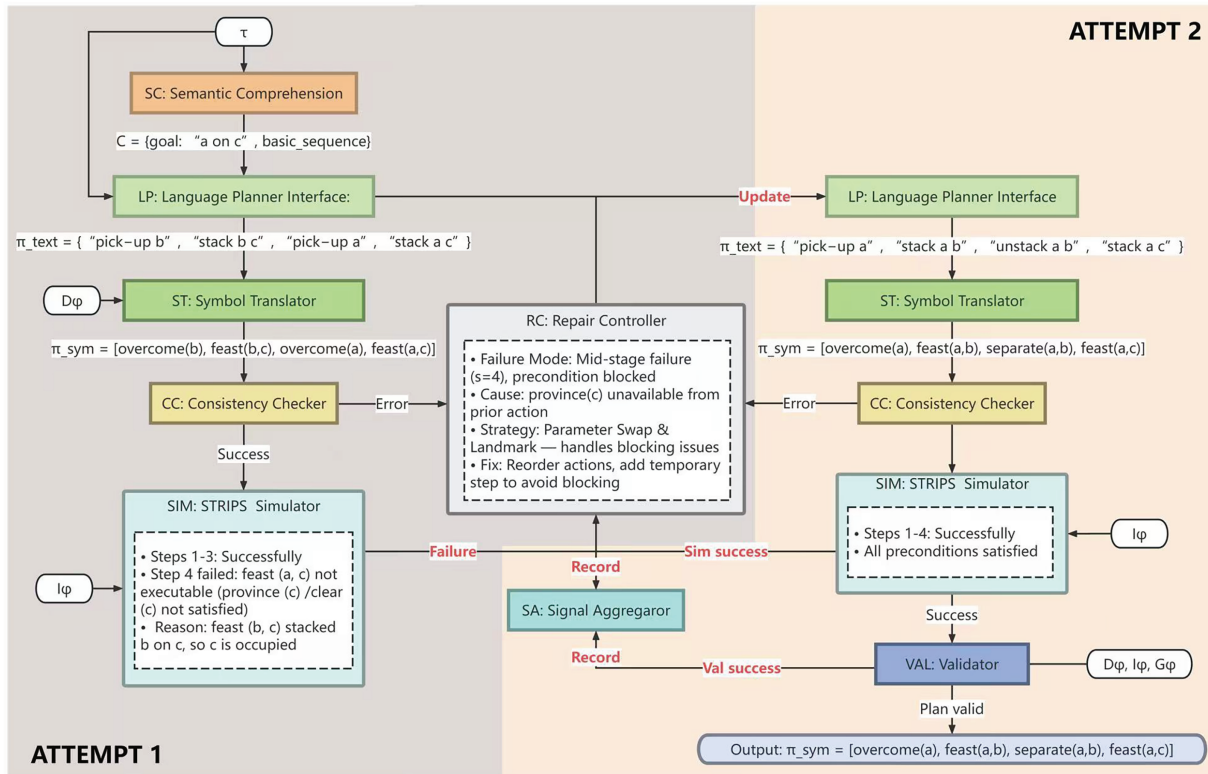 τ
ATTEMPT 2
SC: Semantic Comprehension
C = {goal: “a on c”, basic_sequence}
LP: Language Planner Interface:
Update
LP: Language Planner Interface
π_text = {“pick-up b”, “stack b c”, “pick-up a”, “stack a c”}
π_text = {“pick-up a”, “stack a b”, “unstack a b”, “stack a c”}
Dφ
ST: Symbol Translator
ST: Symbol Translator
π_sym = [overcome(b), feast(b,c), overcome(a), feast(a,c)]
π_sym = [overcome(a), feast(a,b), separate(a,b), feast(a,c)]
RC: Repair Controller
• Failure Mode: Mid-stage failure
(s=4), precondition blocked
• Cause: province(c) unavailable from
prior action
• Strategy: Parameter Swap &
Landmark — handles blocking issues
• Fix: Reorder actions, add temporary
step to avoid blocking
CC: Consistency Checker
Error
Error
CC: Consistency Checker
Success
SIM: STRIPS Simulator
• Steps 1-3: Successfully
• Step 4 failed: feast (a, c) not
executable (province (c) /clear
(c) not satisfied)
• Reason: feast (b, c) stacked
b on c, so c is occupied
Iφ
SIM: STRIPS Simulator
• Steps 1-4: Successfully
• All preconditions satisfied
Iφ
Failure
Sim success
Record
SA: Signal Aggregaror
Record
Success
Val success
VAL: Validator
Dφ, Iφ, Gφ
Plan valid
ATTEMPT 1
Output: π_sym = [overcome(a), feast(a,b), separate(a,b), feast(a,c)]